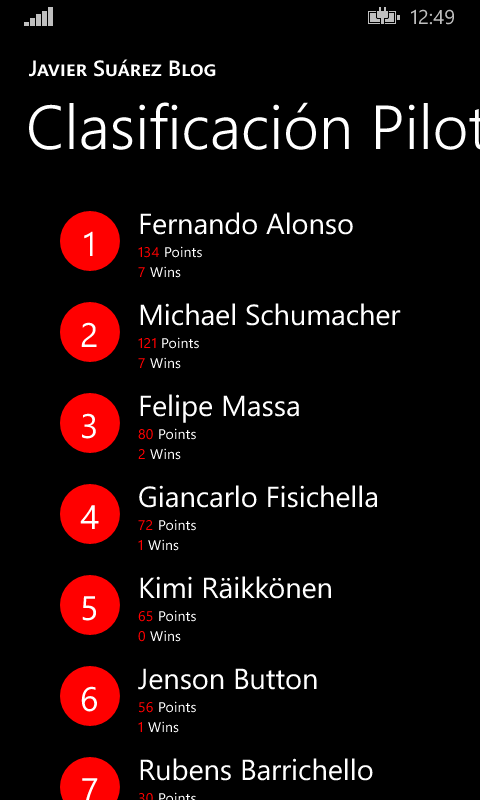 12:49
Javier Suárez Blog
Clasificación Pilot
1
Fernando Alonso
134 Points
7 Wins
2
Michael Schumacher
121 Points
7 Wins
3
Felipe Massa
80 Points
2 Wins
4
Giancarlo Fisichella
72 Points
1 Wins
5
Kimi Räikkönen
65 Points
0 Wins
6
Jenson Button
56 Points
1 Wins
7
Rubens Barrichello
30 Points